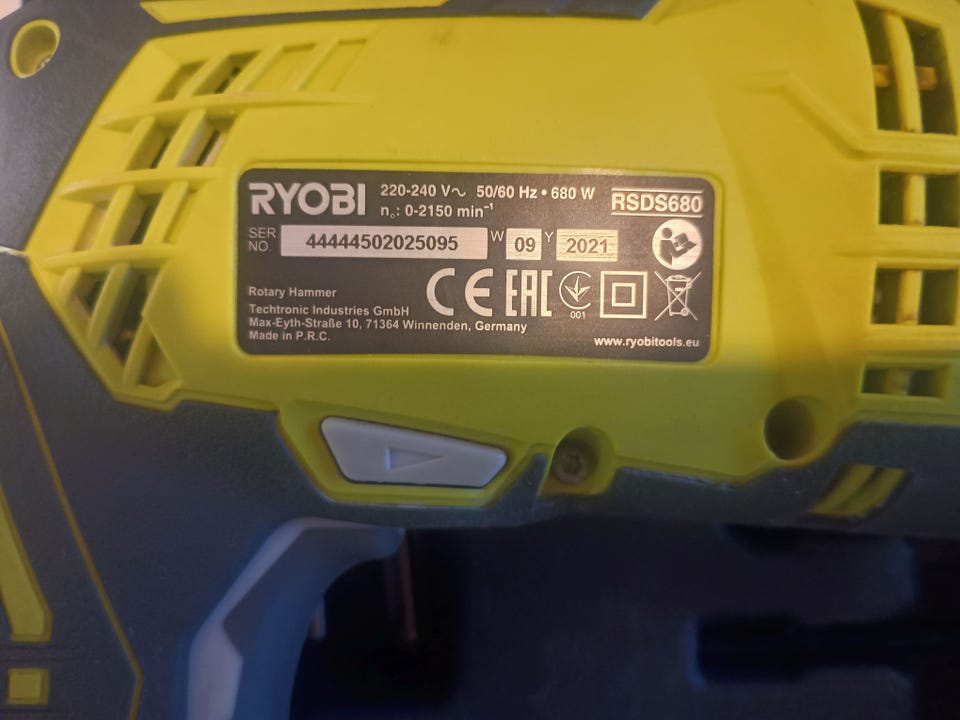 RYOBI 220-240 V~ 50/60 Hz • 680 W RSDS680
n₀: 0-2150 min⁻¹
SER NO. 44444502025095 W 09 Y 2021
CE EAC 001
Rotary Hammer
Techtronic Industries GmbH
Max-Eyth-Straße 10, 71364 Winnenden, Germany
Made in P.R.C.
www.ryobitools.eu